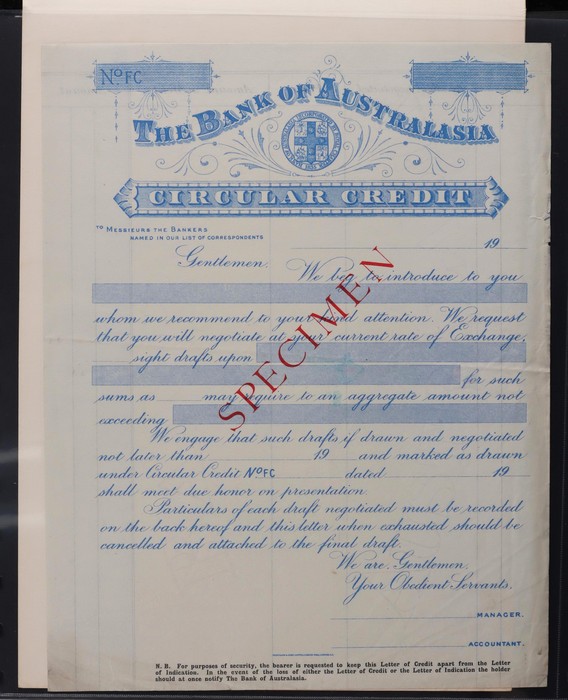 NO FC
THE BANK OF AUSTRALASIA
CIRCULAR CREDIT
TO MESSIEURS THE BANKERS
NAMED IN OUR LIST OF CORRESPONDENTS
19
Gentlemen.
We beg to introduce to you
whom we recommend to your kind attention. We request
that you will negotiate at your current rate of Exchange,
sight drafts upon
for such
sums as may require to an aggregate amount not
exceeding
We engage that such drafts if drawn and negotiated
not later than 19 and marked as drawn
under Circular Credit NO FC dated 19
shall meet due honor on presentation
Particulars of each draft negotiated must be recorded
on the back hereof and this letter when exhausted should be
cancelled and attached to the final draft.
We are, Gentlemen,
Your Obedient Servants,
MANAGER.
ACCOUNTANT.
N. B. For purposes of security, the bearer is requested to keep this Letter of Credit apart from the Letter
of Indication. In the event of the loss of either the Letter of Credit or the Letter of Indication the holder
should at once notify The Bank of Australasia.
SPECIMEN